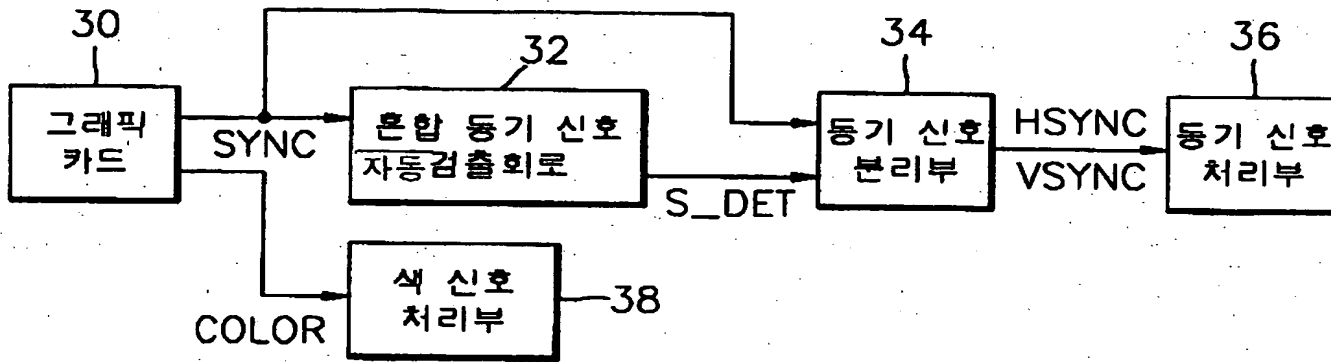 30
그래픽
카드
SYNC
32
혼합 동기 신호
자동검출회로
S_DET
34
동기 신호
분리부
HSYNC
VSYNC
36
동기 신호
처리부
COLOR
색 신호
처리부
38